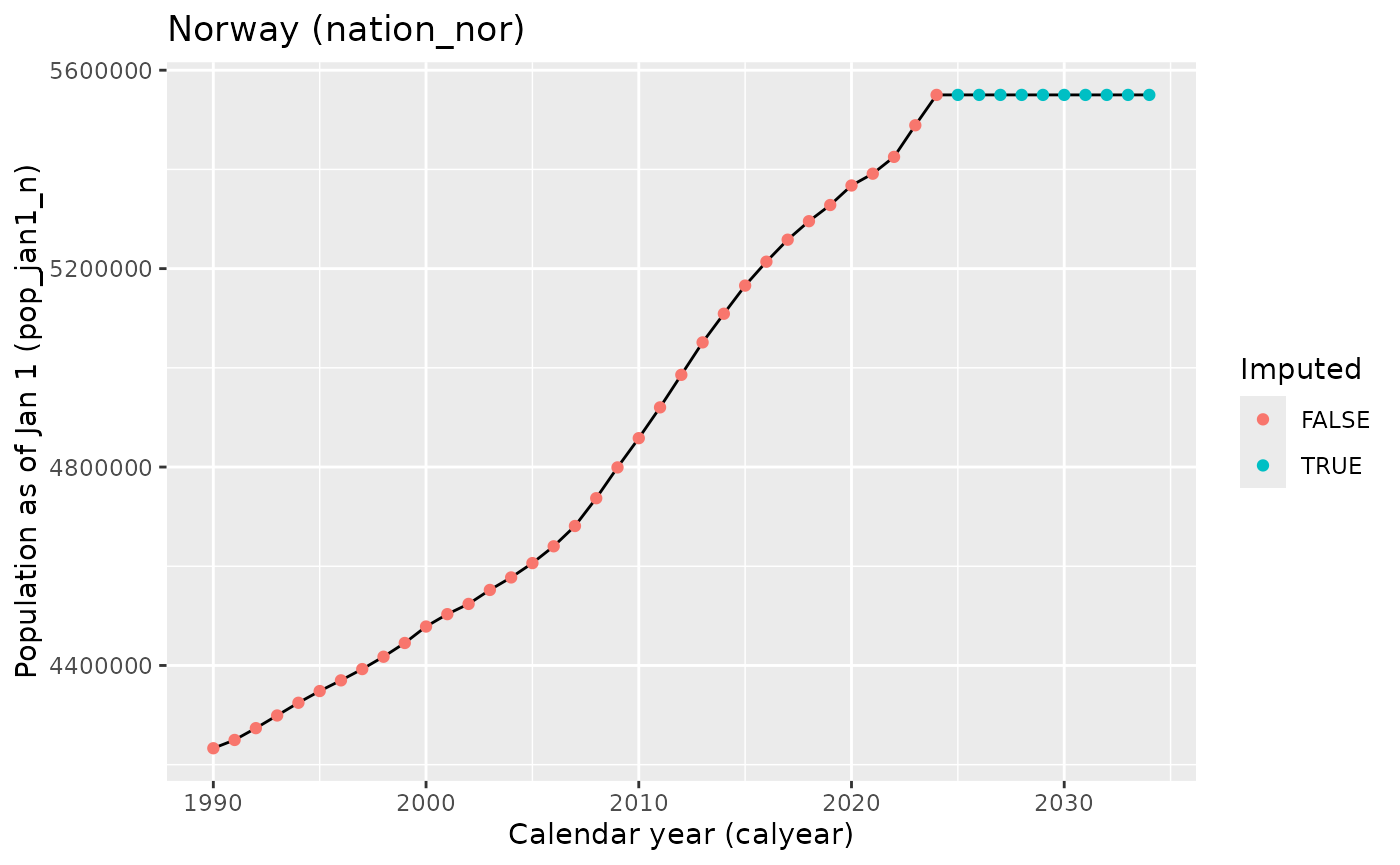 Norway (nation_nor)
Population as of Jan 1 (pop_jan1_n)
5600000
5200000
4800000
4400000
1990 2000 2010 2020 2030
Calendar year (calyear)
Imputed
FALSE
TRUE